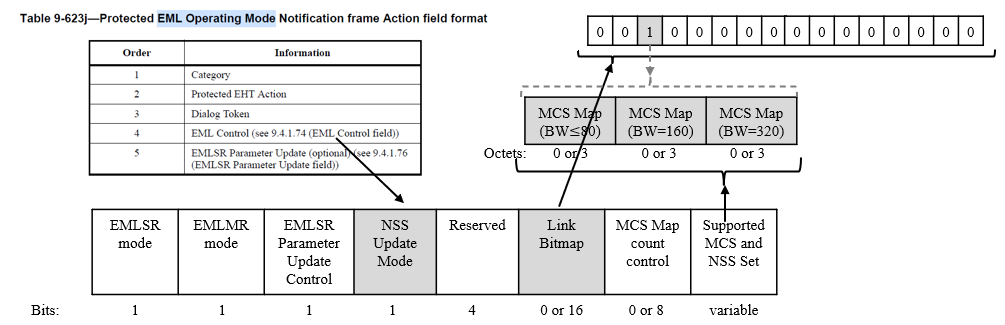 Table 9-623j—Protected EML Operating Mode Notification frame Action field format
Order Information
1 Category
2 Protected EHT Action
3 Dialog Token
4 EML Control (see 9.4.1.74 (EML Control field))
5 EMLSR Parameter Update (optional) (see 9.4.1.76
(EMLSR Parameter Update field))
0 0 1 0 0 0 0 0 0 0 0 0 0 0 0 0
MCS Map MCS Map MCS Map
(BW≤80) (BW=160) (BW=320)
Octets: 0 or 3 0 or 3 0 or 3
EMLSR EMLMR EMLSR NSS Reserved Link MCS Map Supported
mode mode Parameter Update Bitmap count MCS and
Update Mode control NSS Set
Control
Bits: 1 1 1 1 4 0 or 16 0 or 8 variable